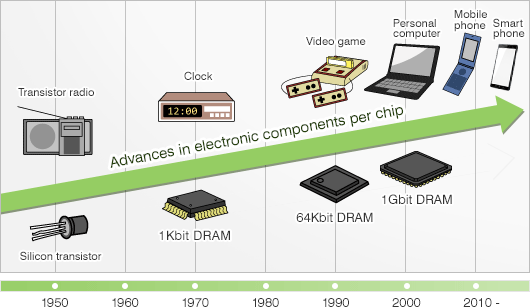 Mobile
phone
Smart
phone
Personal
computer
Video game
Clock
Transistor radio
12:00
Advances in electronic components per chip
1Gbit DRAM
64Kbit DRAM
1Kbit DRAM
Silicon transistor
1950 1960 1970 1980 1990 2000 2010 -